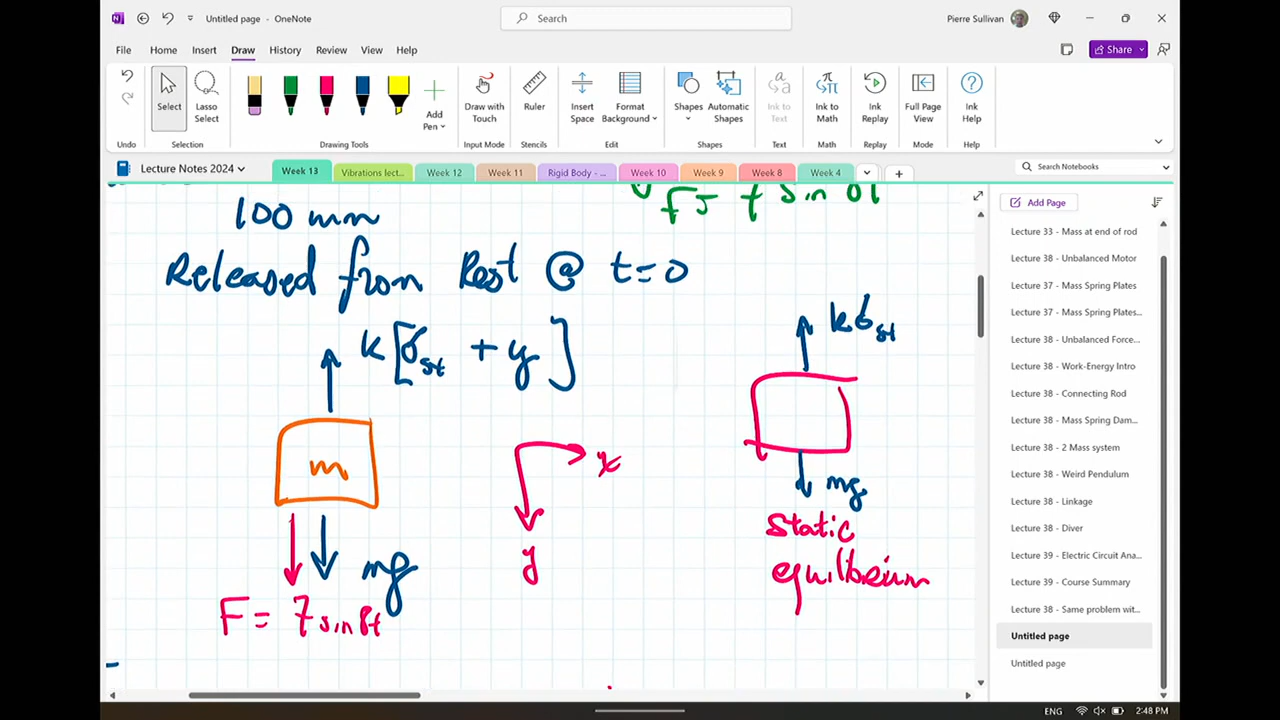 Untitled page - OneNote
Search
Pierre Sullivan
File Home Insert Draw History Review View Help
Share
Select
Lasso Select
Add Pen
Draw with Touch
Ruler
Insert Space
Format Background
Shapes
Automatic Shapes
Ink to Text
Ink to Math
Ink Replay
Full Page View
Ink Help
Undo
Selection
Drawing Tools
Input Mode
Stencils
Edit
Shapes
Text
Math
Replay
Mode
Help
Lecture Notes 2024
Week 13
Vibrations lect...
Week 12
Week 11
Rigid Body - ...
Week 10
Week 9
Week 8
Week 4
Search Notebooks
100 mm
Released from Rest @ t=0
k[δst + y]
kδst
m
x
y
mg
mg
F = 7 sin 8t
Static
equilbrium
Add Page
Lecture 33 - Mass at end of rod
Lecture 38 - Unbalanced Motor
Lecture 37 - Mass Spring Plates
Lecture 37 - Mass Spring Plates...
Lecture 38 - Unbalanced Force...
Lecture 38 - Work-Energy Intro
Lecture 38 - Connecting Rod
Lecture 38 - Mass Spring Dam...
Lecture 38 - 2 Mass system
Lecture 38 - Weird Pendulum
Lecture 38 - Linkage
Lecture 38 - Diver
Lecture 39 - Electric Circuit Ana...
Lecture 39 - Course Summary
Lecture 38 - Same problem wit...
Untitled page
Untitled page
ENG
2:48 PM